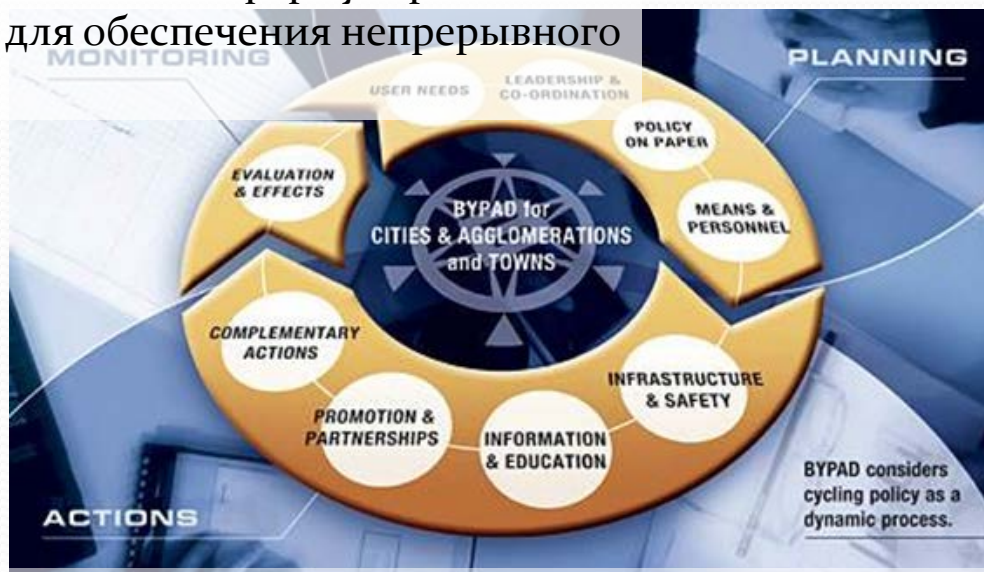 для обеспечения непрерывного
MONITORING
PLANNING
USER NEEDS
LEADERSHIP &
CO-ORDINATION
POLICY
ON PAPER
MEANS &
PERSONNEL
EVALUATION
& EFFECTS
BYPAD for
CITIES & AGGLOMERATIONS
and TOWNS
COMPLEMENTARY
ACTIONS
PROMOTION &
PARTNERSHIPS
INFORMATION
& EDUCATION
INFRASTRUCTURE
& SAFETY
ACTIONS
BYPAD considers
cycling policy as a
dynamic process.